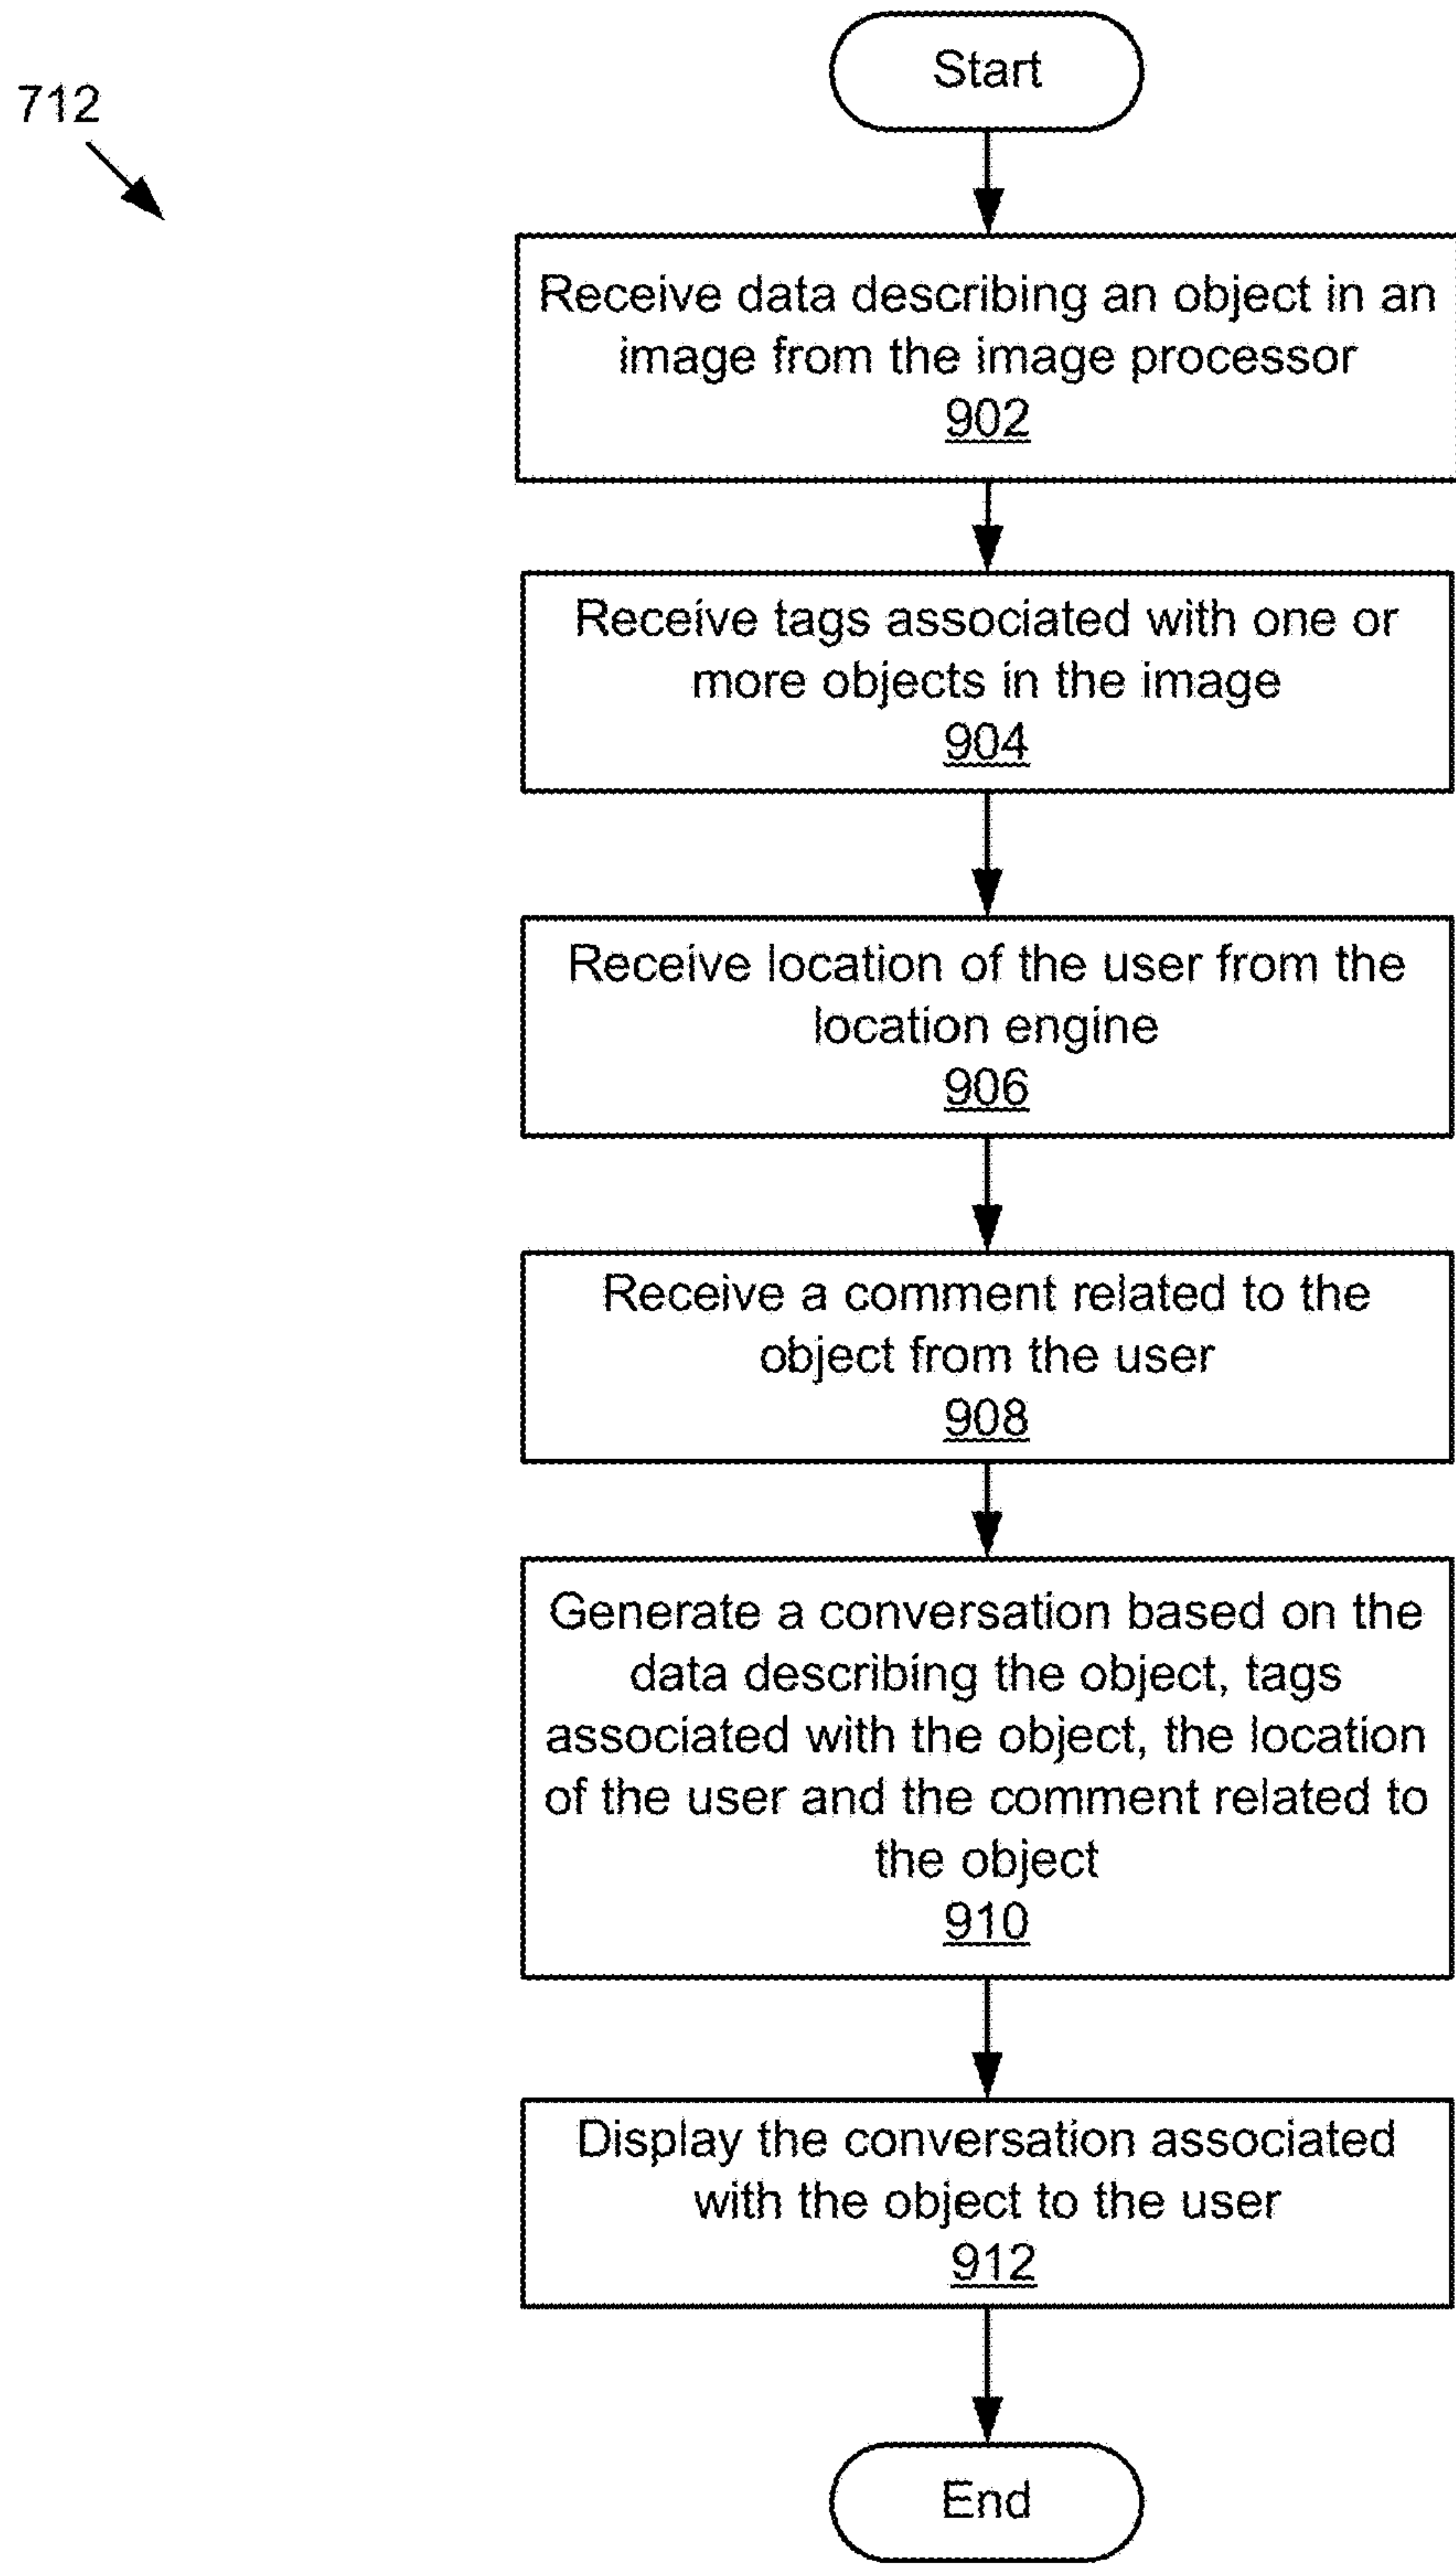 Start
712
Receive data describing an object in an
image from the image processor
902
Receive tags associated with one or
more objects in the image
904
Receive location of the user from the
location engine
906
Receive a comment related to the
object from the user
908
Generate a conversation based on the
data describing the object, tags
associated with the object, the location
of the user and the comment related to
the object
910
Display the conversation associated
with the object to the user
912
End